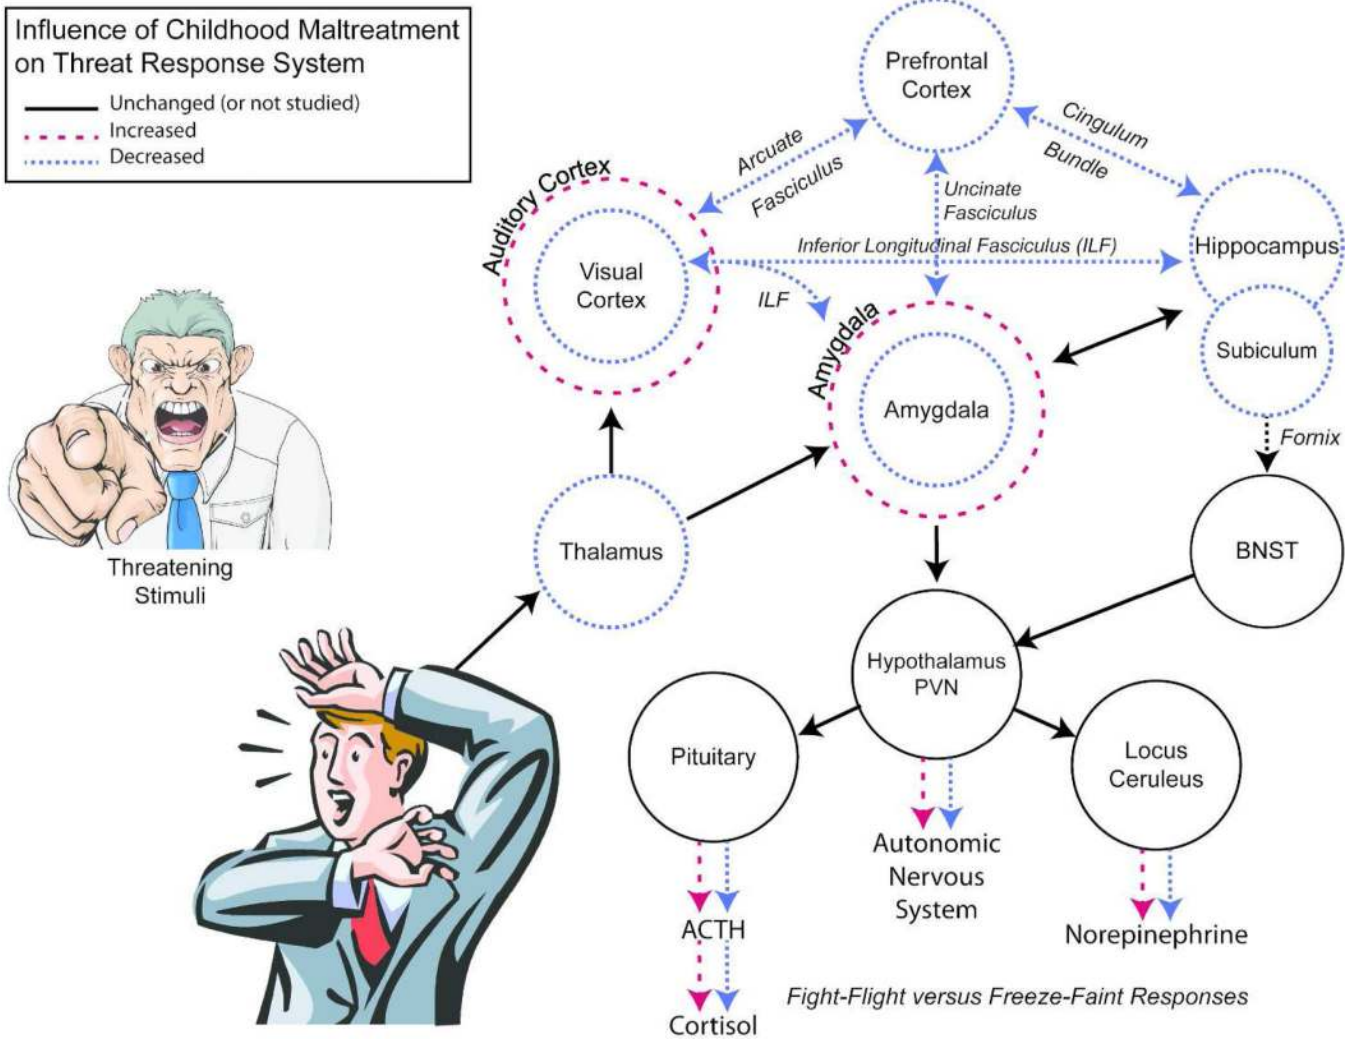 Influence of Childhood Maltreatment
on Threat Response System
Unchanged (or not studied)
Increased
Decreased
Prefrontal
Cortex
Arcuate
Fasciculus
Cingulum
Bundle
Uncinate
Fasciculus
Auditory Cortex
Visual
Cortex
Inferior Longitudinal Fasciculus (ILF)
ILF
Hippocampus
Subiculum
Amygdala
Amygdala
Fornix
BNST
Thalamus
Threatening
Stimuli
Hypothalamus
PVN
Pituitary
Locus
Ceruleus
Autonomic
Nervous
System
ACTH
Norepinephrine
Cortisol
Fight-Flight versus Freeze-Faint Responses